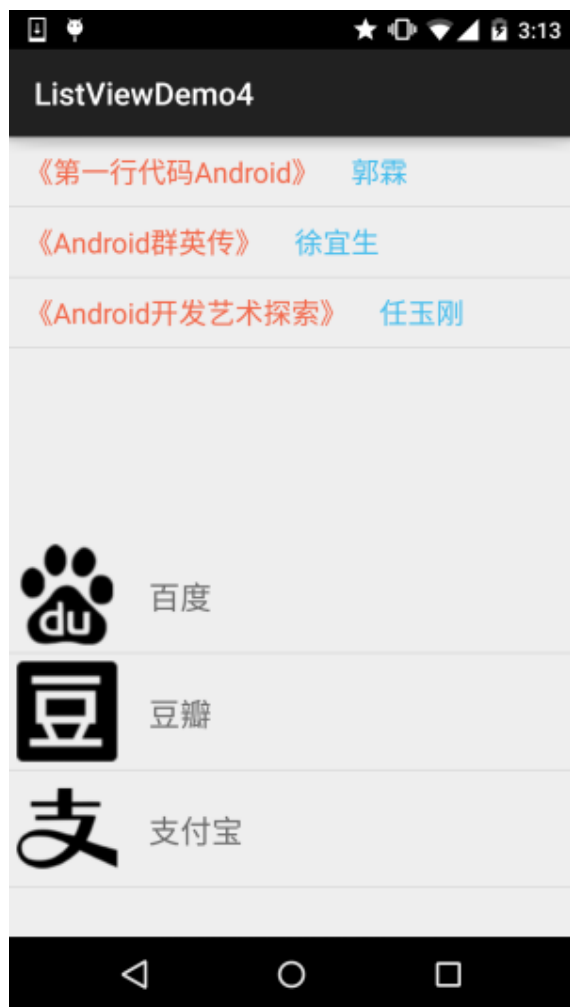 3:13
ListViewDemo4
《第一行代码Android》 郭霖
《Android群英传》 徐宜生
《Android开发艺术探索》 任玉刚
du 百度
豆 豆瓣
支 支付宝